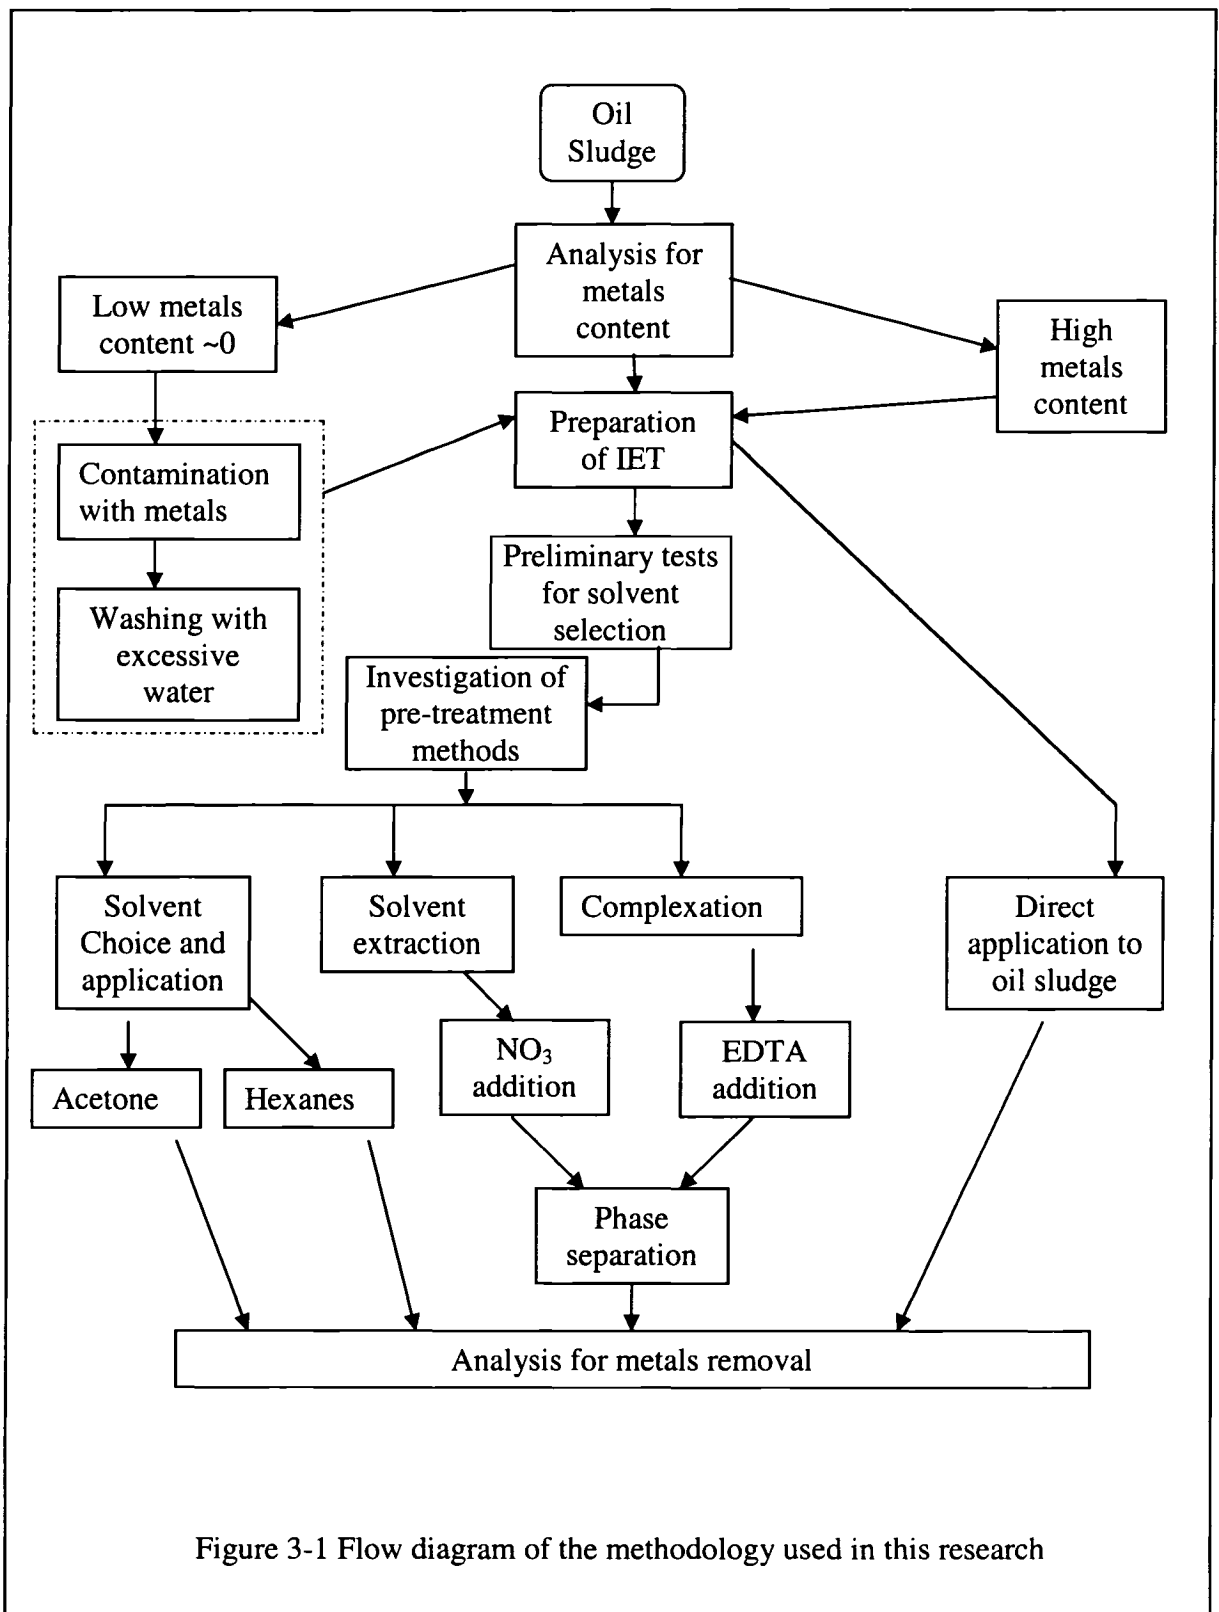 Oil
Sludge
Analysis for
metals
content
Low metals
content ~0
High
metals
content
Preparation
of IET
Contamination
with metals
Preliminary tests
for solvent
selection
Washing with
excessive
water
Investigation of
pre-treatment
methods
Solvent
Choice and
application
Solvent
extraction
Complexation
Direct
application to
oil sludge
NO₃
addition
EDTA
addition
Acetone
Hexanes
Phase
separation
Analysis for metals removal
Figure 3-1 Flow diagram of the methodology used in this research